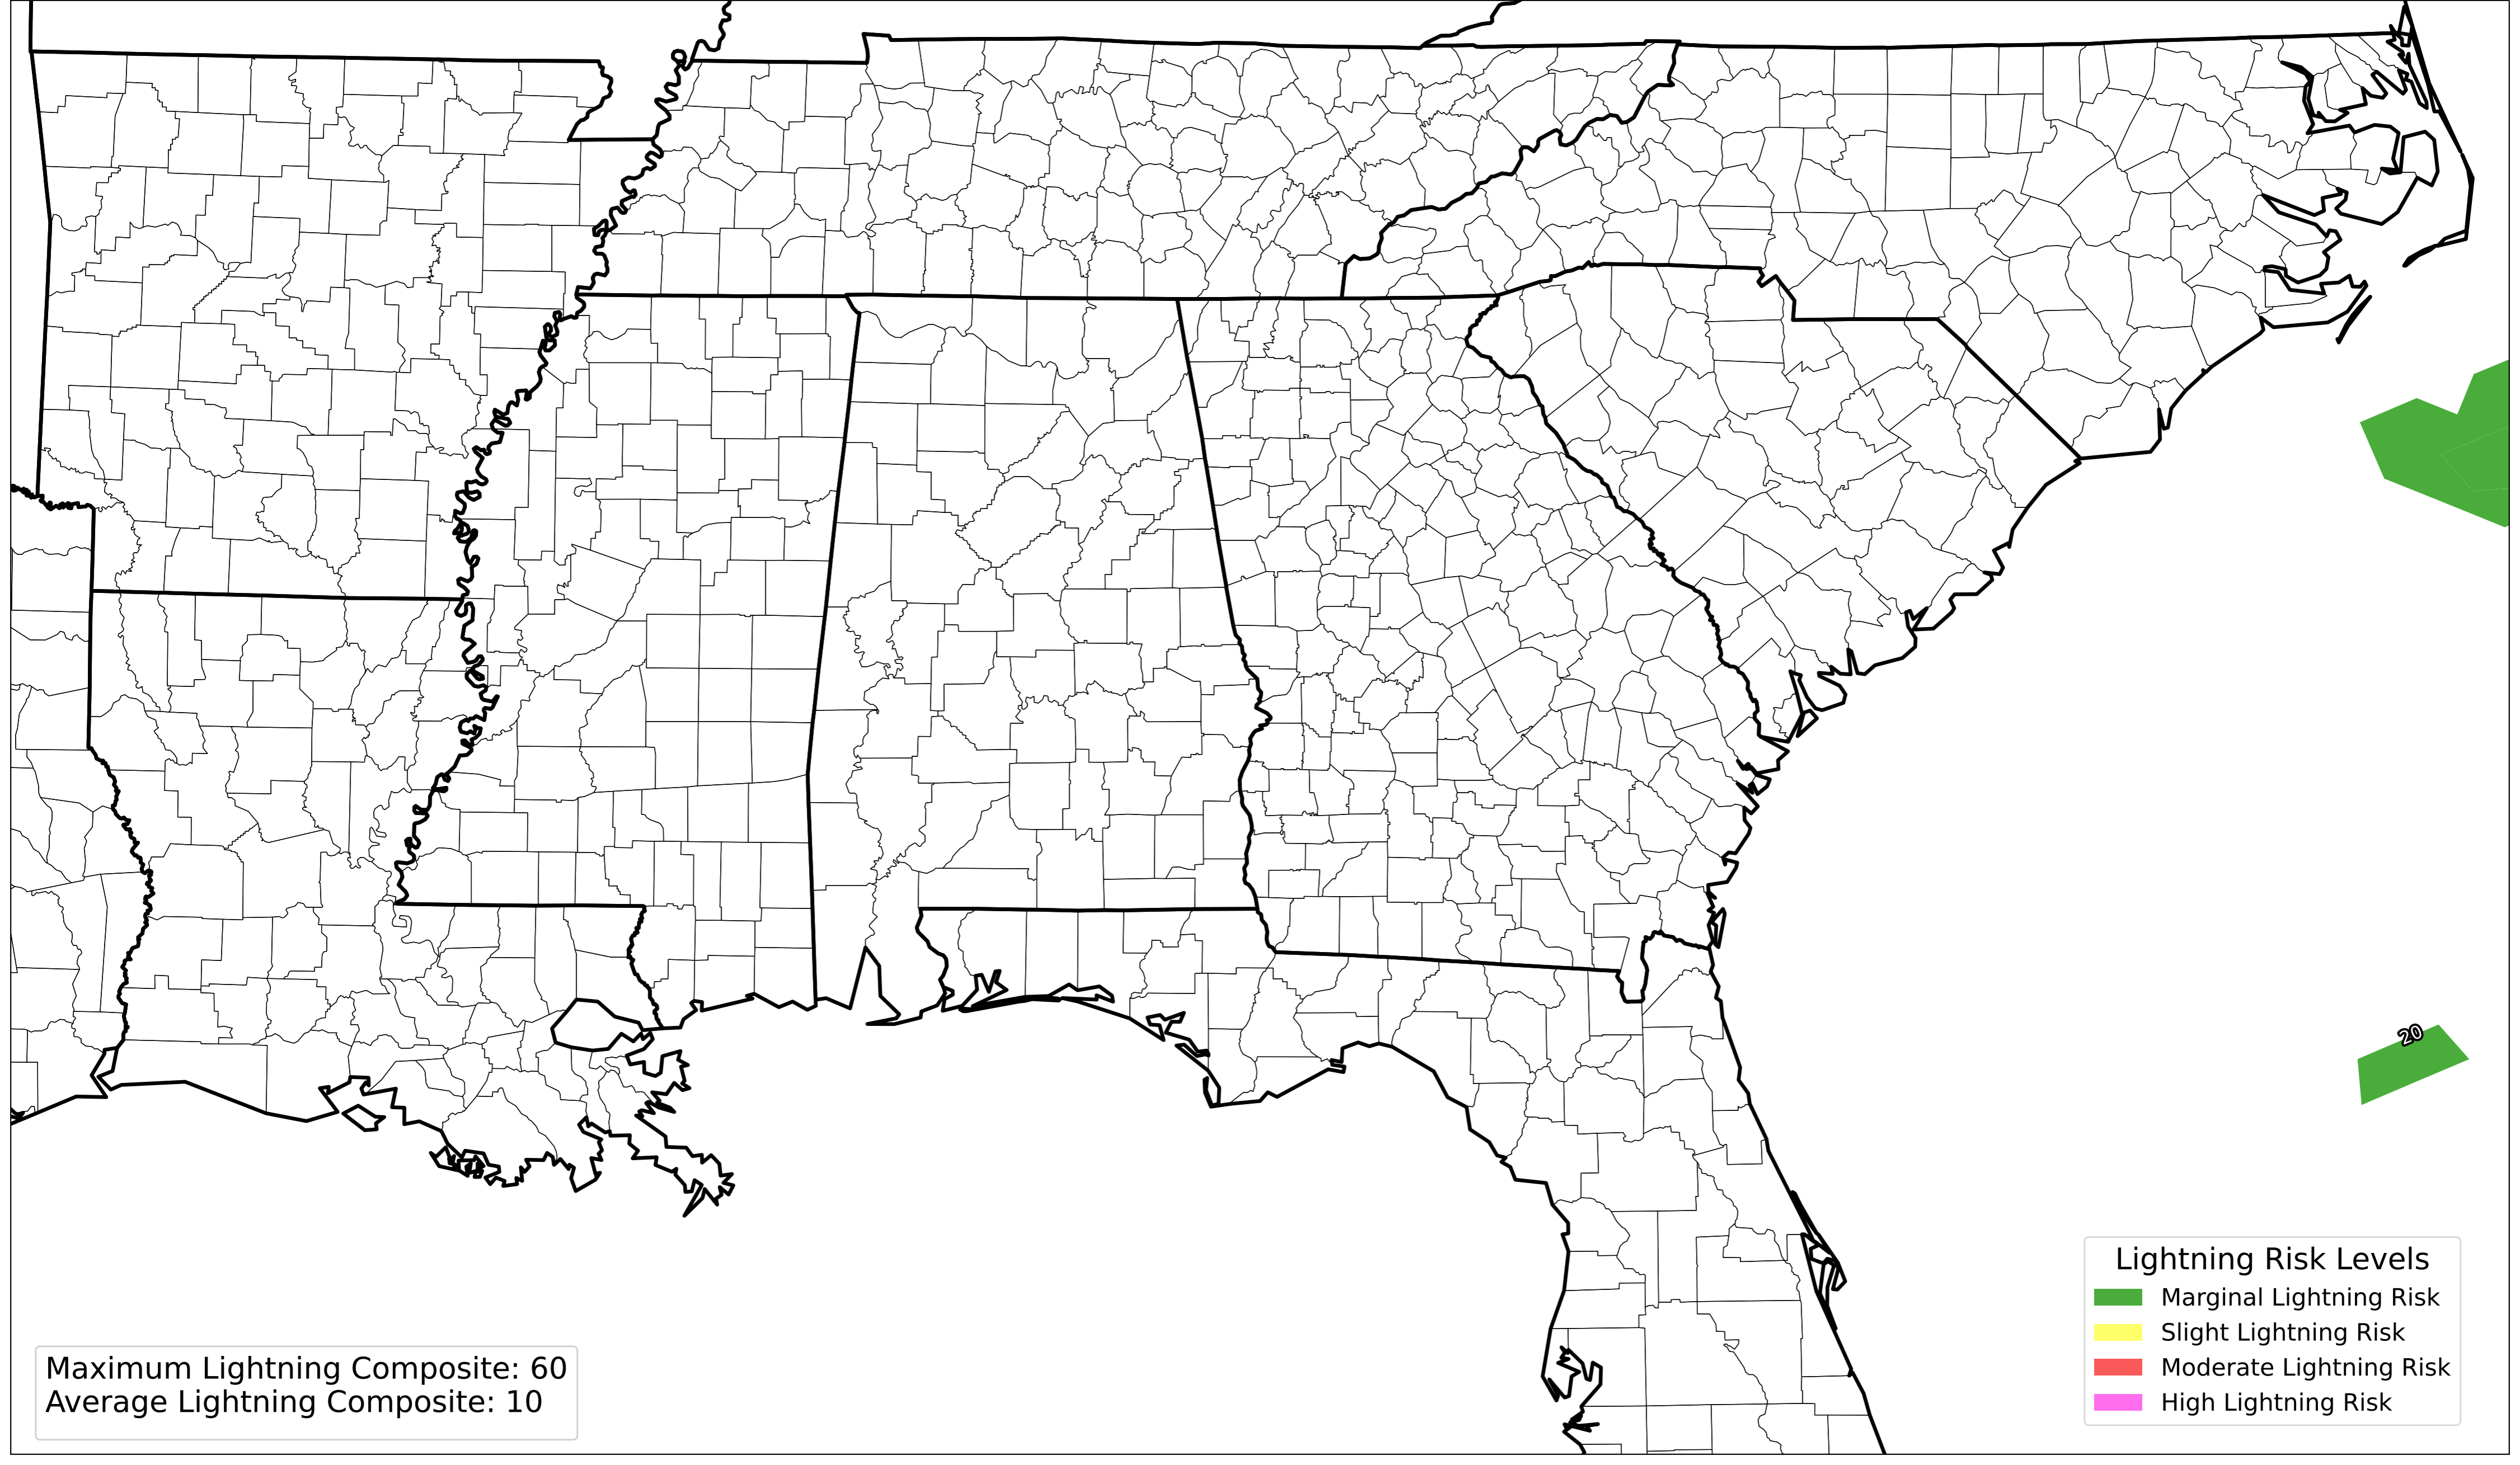 20
Lightning Risk Levels
Marginal Lightning Risk
Slight Lightning Risk
Moderate Lightning Risk
High Lightning Risk
Maximum Lightning Composite: 60
Average Lightning Composite: 10